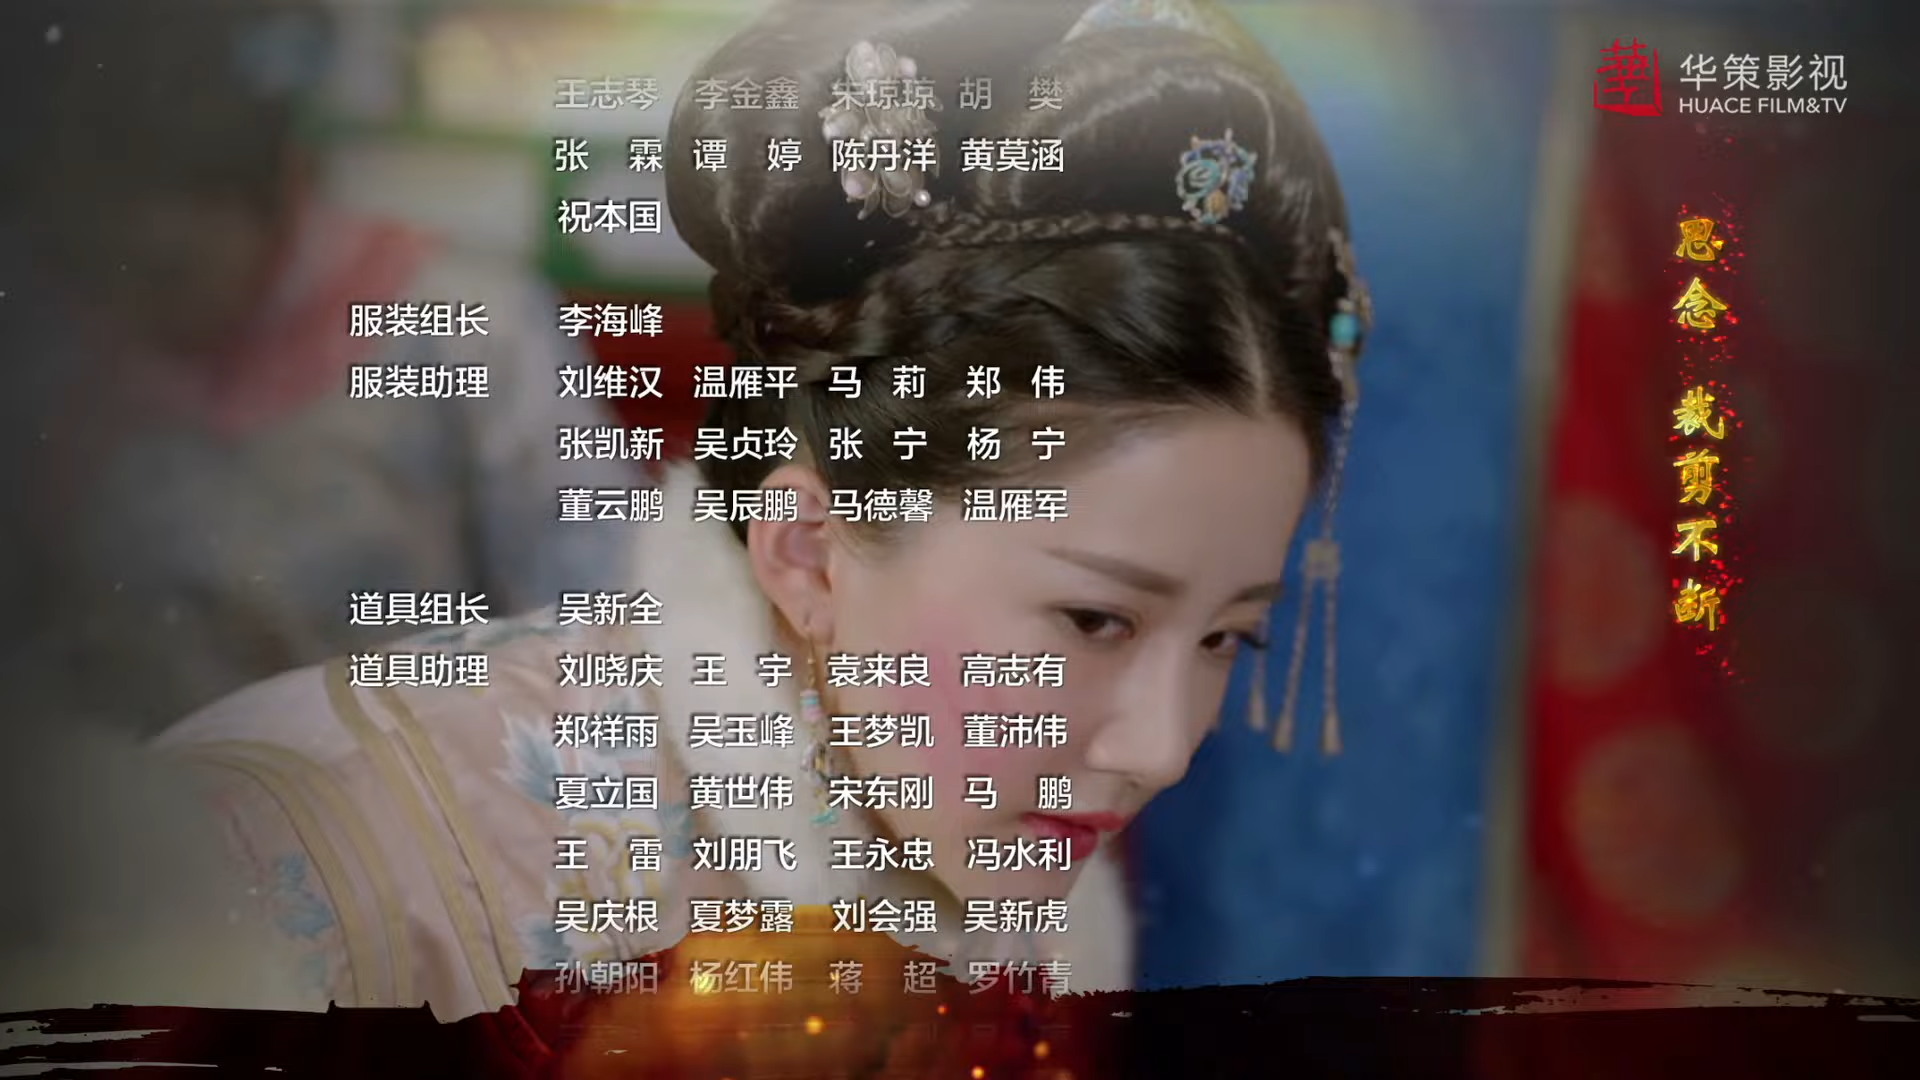 王志琴 李金鑫 朱琼琼 胡 樊
张 霖 谭 婷 陈丹洋 黄莫涵
祝本国
服装组长 李海峰
服装助理 刘维汉 温雁平 马 莉 郑 伟
张凯新 吴贞玲 张 宁 杨 宁
董云鹏 吴辰鹏 马德馨 温雁军
道具组长 吴新全
道具助理 刘晓庆 王 宇 袁来良 高志有
郑祥雨 吴玉峰 王梦凯 董沛伟
夏立国 黄世伟 宋东刚 马 鹏
王 雷 刘朋飞 王永忠 冯水利
吴庆根 夏梦露 刘会强 吴新虎
孙朝阳 杨红伟 蒋 超 罗竹青
華 华策影视
HUACE FILM&TV
思念 裁剪不断